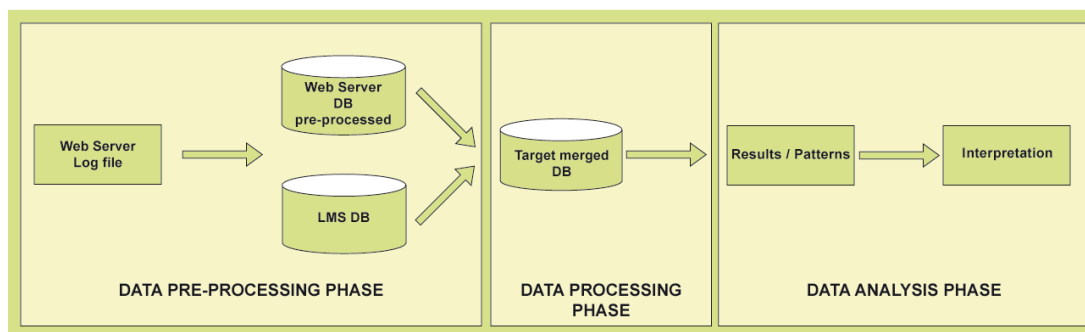 Web Server
Log file
Web Server
DB
pre-processed
LMS DB
DATA PRE-PROCESSING PHASE
Target merged
DB
DATA PROCESSING
PHASE
Results / Patterns
Interpretation
DATA ANALYSIS PHASE